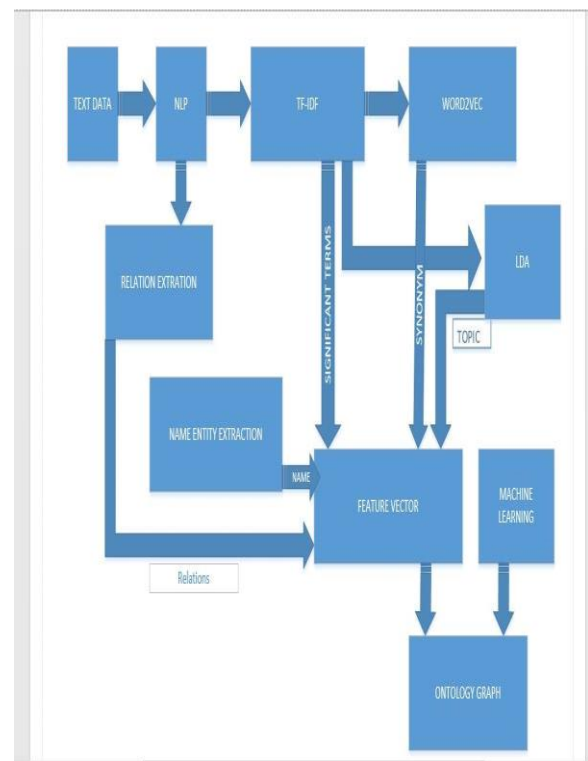 TEXT DATA
NLP
TF-IDF
WORD2VEC
RELATION EXTRATION
SIGNIFICANT TERMS
SYNONYM
LDA
TOPIC
NAME ENTITY EXTRACTION
NAME
FEATURE VECTOR
MACHINE
LEARNING
Relations
ONTOLOGY GRAPH